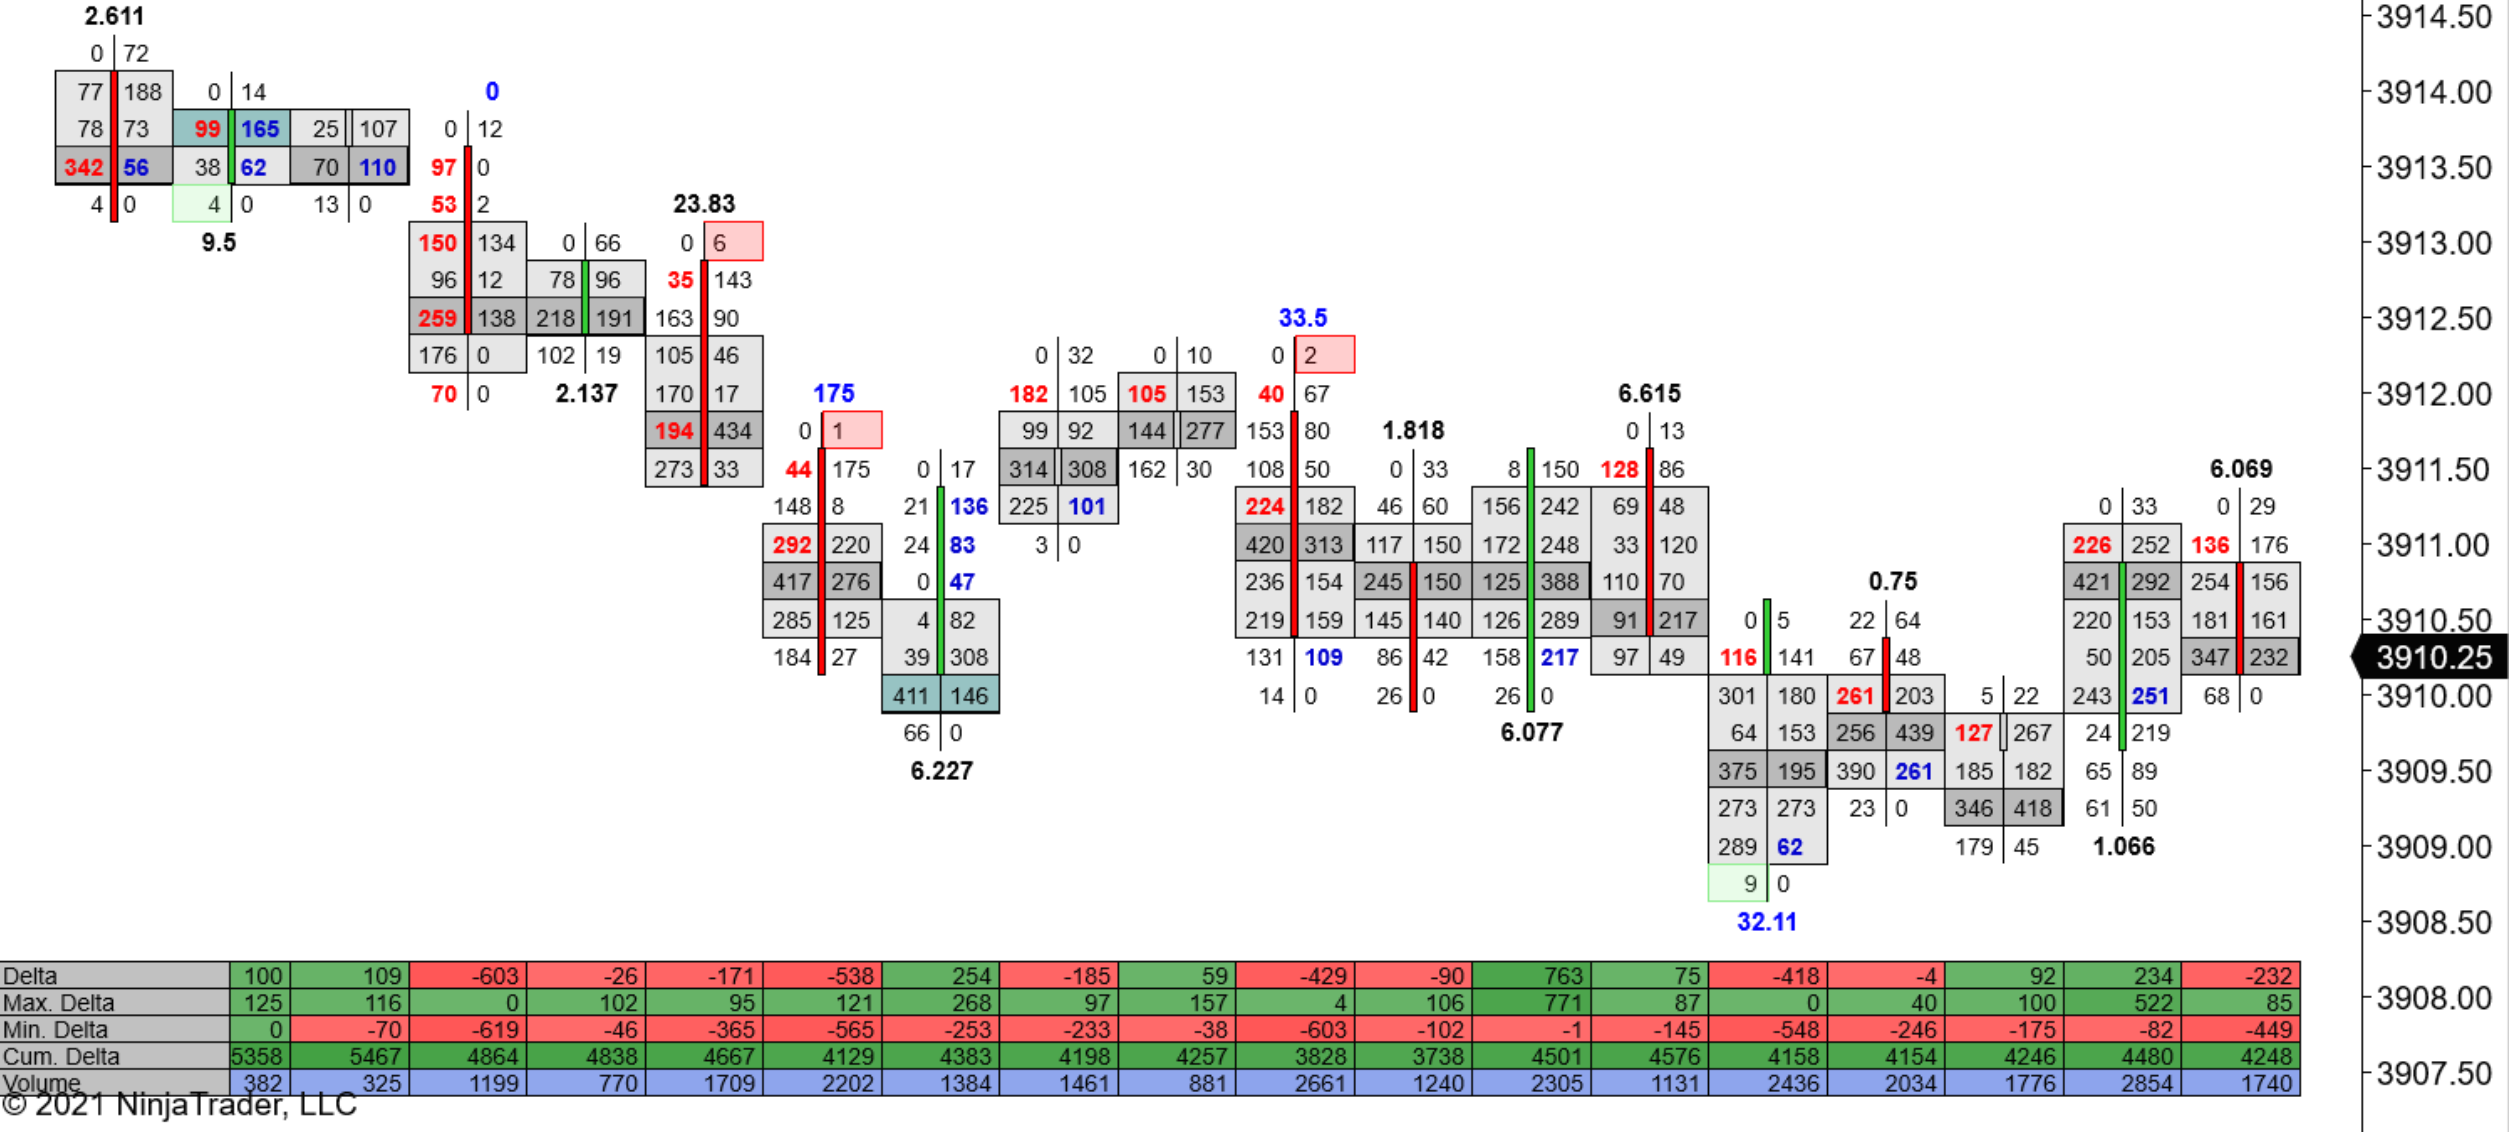 2.611 3914.50
0 72
77 188 0 14 0 3914.00
78 73 99 165 25 107 0 12
342 56 38 62 70 110 97 0 3913.50
4 0 4 0 13 0 53 2 23.83
9.5 150 134 0 66 0 6 3913.00
96 12 78 96 35 143
259 138 218 191 163 90 33.5 3912.50
176 0 102 19 105 46 0 32 0 10 0 2
70 0 2.137 170 17 175 182 105 105 153 40 67 6.615 3912.00
194 434 0 1 99 92 144 277 153 80 1.818 0 13
273 33 44 175 0 17 314 308 162 30 108 50 0 33 8 150 128 86 6.069 3911.50
148 8 21 136 225 101 224 182 46 60 156 242 69 48 0 33 0 29
292 220 24 83 3 0 420 313 117 150 172 248 33 120 226 252 136 176 3911.00
417 276 0 47 236 154 245 150 125 388 110 70 0.75 421 292 254 156
285 125 4 82 219 159 145 140 126 289 91 217 0 5 22 64 220 153 181 161 3910.50
184 27 39 308 131 109 86 42 158 217 97 49 116 141 67 48 50 205 347 232 3910.25
411 146 14 0 26 0 26 0 301 180 261 203 5 22 243 251 68 0 3910.00
66 0 6.077 64 153 256 439 127 267 24 219
6.227 375 195 390 261 185 182 65 89 3909.50
273 273 23 0 346 418 61 50
289 62 179 45 1.066 3909.00
9 0
32.11 3908.50
Delta 100 109 -603 -26 -171 -538 254 -185 59 -429 -90 763 75 -418 -4 92 234 -232
Max. Delta 125 116 0 102 95 121 268 97 157 4 106 771 87 0 40 100 522 85 3908.00
Min. Delta 0 -70 -619 -46 -365 -565 -253 -233 -38 -603 -102 -1 -145 -548 -246 -175 -82 -449
Cum. Delta 5358 5467 4864 4838 4667 4129 4383 4198 4257 3828 3738 4501 4576 4158 4154 4246 4480 4248
Volume 382 325 1199 770 1709 2202 1384 1461 881 2661 1240 2305 1131 2436 2034 1776 2854 1740 3907.50
© 2021 NinjaTrader, LLC